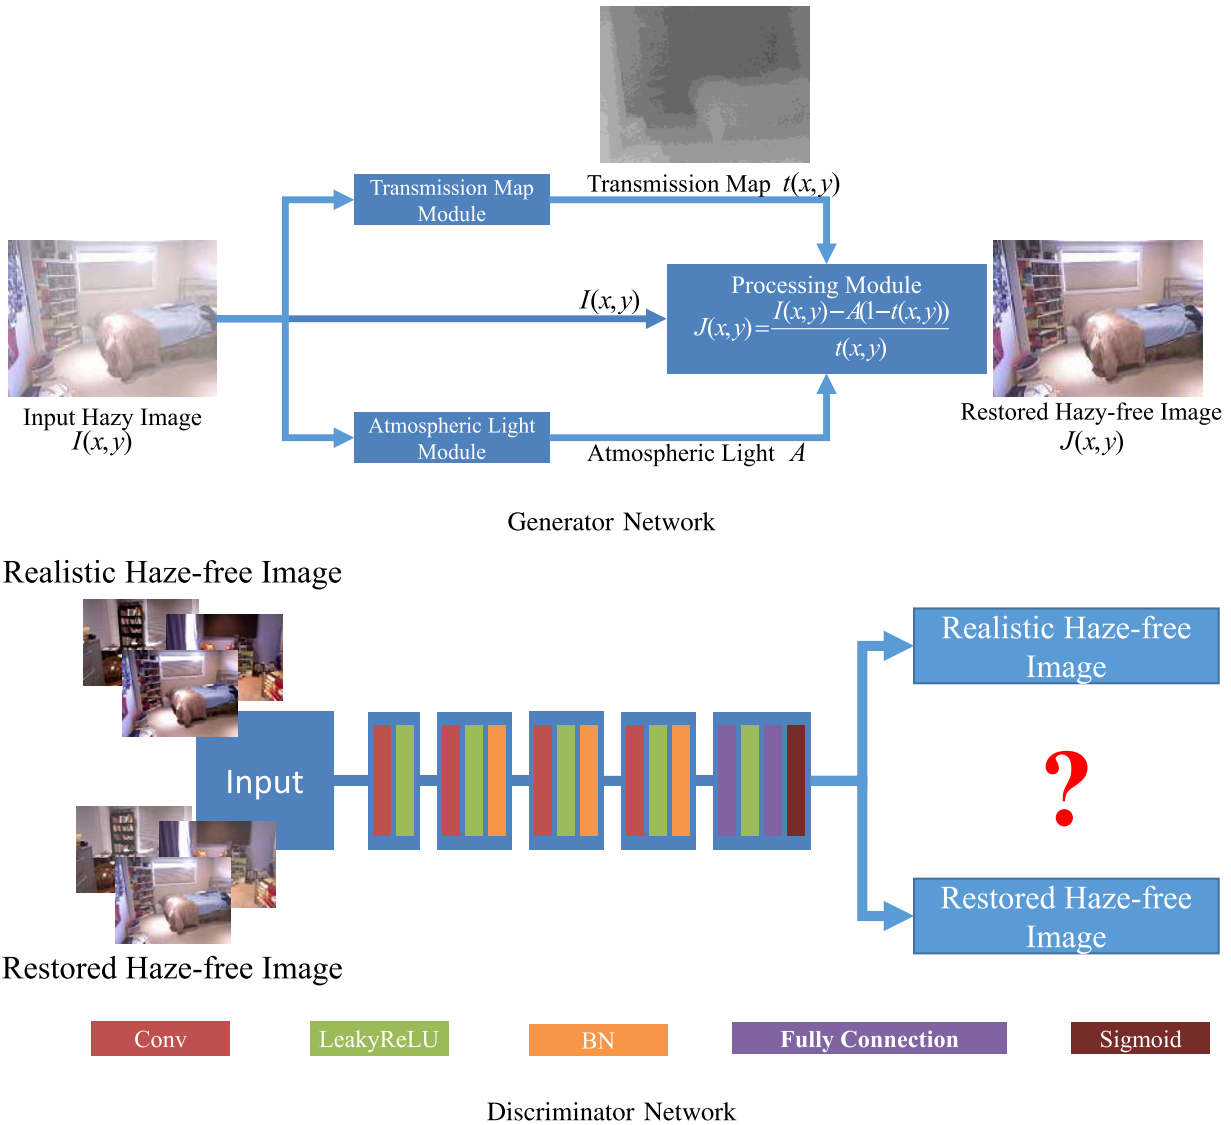 Transmission Map
Module
Transmission Map t(x,y)
I(x,y)
Processing Module
J(x,y)=\frac{I(x,y)-A(1-t(x,y))}{t(x,y)}
Input Hazy Image
I(x,y)
Atmospheric Light
Module
Atmospheric Light A
Restored Hazy-free Image
J(x,y)
Generator Network
Realistic Haze-free Image
Input
Restored Haze-free Image
Realistic Haze-free
Image
?
Restored Haze-free
Image
Conv
LeakyReLU
BN
Fully Connection
Sigmoid
Discriminator Network